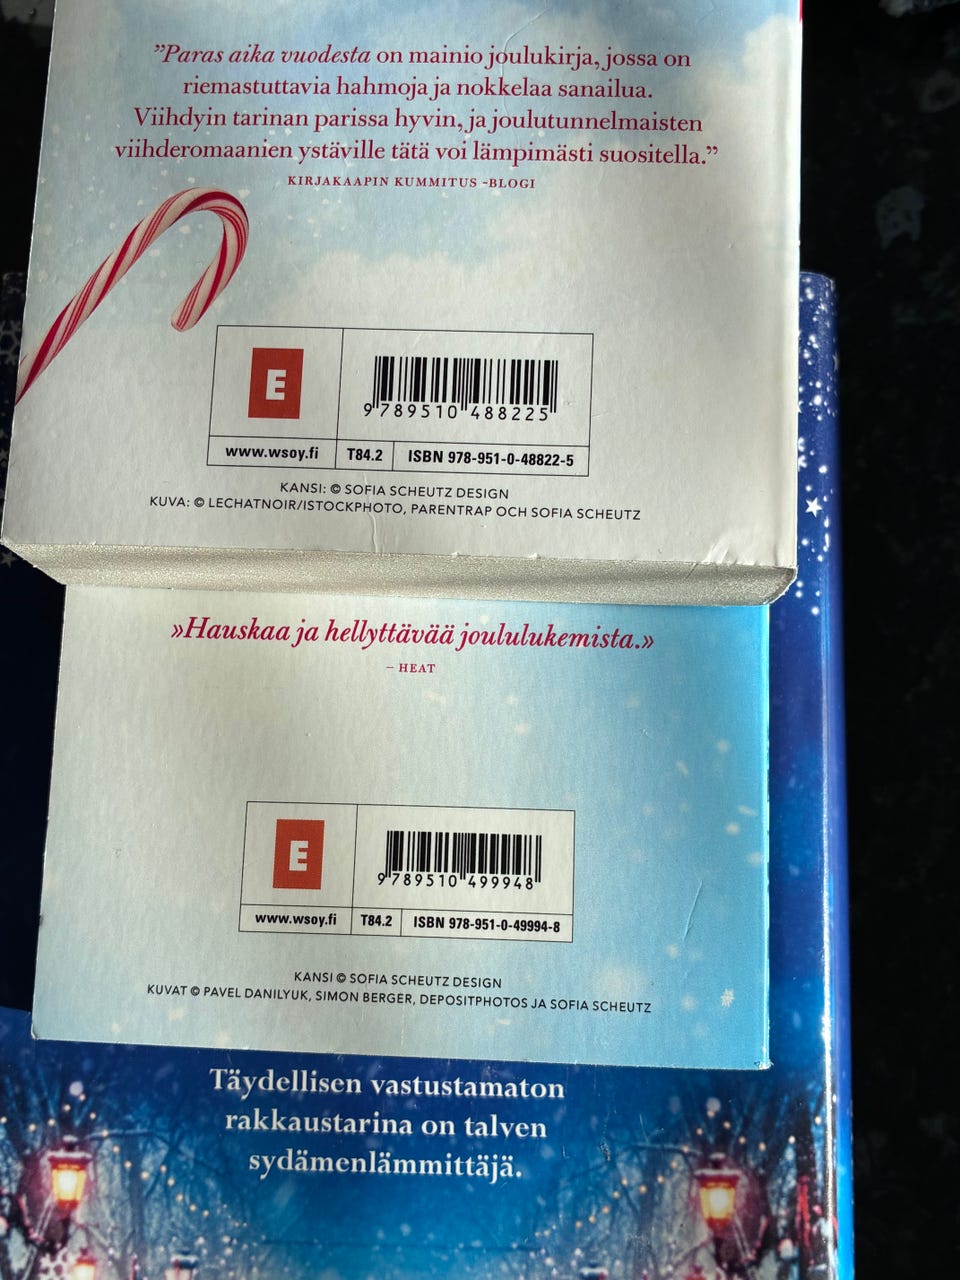 ”Paras aika vuodesta on mainio joulukirja, jossa on
riemastuttavia hahmoja ja nokkelaa sanailua.
Viihdyin tarinan parissa hyvin, ja joulutunnelmaisten
viihderomaanien ystäville tätä voi lämpimästi suositella.”
KIRJAKAAPIN KUMMITUS -BLOGI
E
9 789510 488225
www.wsoy.fi T84.2 ISBN 978-951-0-48822-5
KANSI: © SOFIA SCHEUTZ DESIGN
KUVA: © LECHATNOIR/ISTOCKPHOTO, PARENTRAP OCH SOFIA SCHEUTZ
»Hauskaa ja hellyttävää joululukemista.»
– HEAT
E
9 789510 499948
www.wsoy.fi T84.2 ISBN 978-951-0-49994-8
KANSI © SOFIA SCHEUTZ DESIGN
KUVAT © PAVEL DANILYUK, SIMON BERGER, DEPOSITPHOTOS JA SOFIA SCHEUTZ
Täydellisen vastustamaton
rakkaustarina on talven
sydämenlämmittäjä.